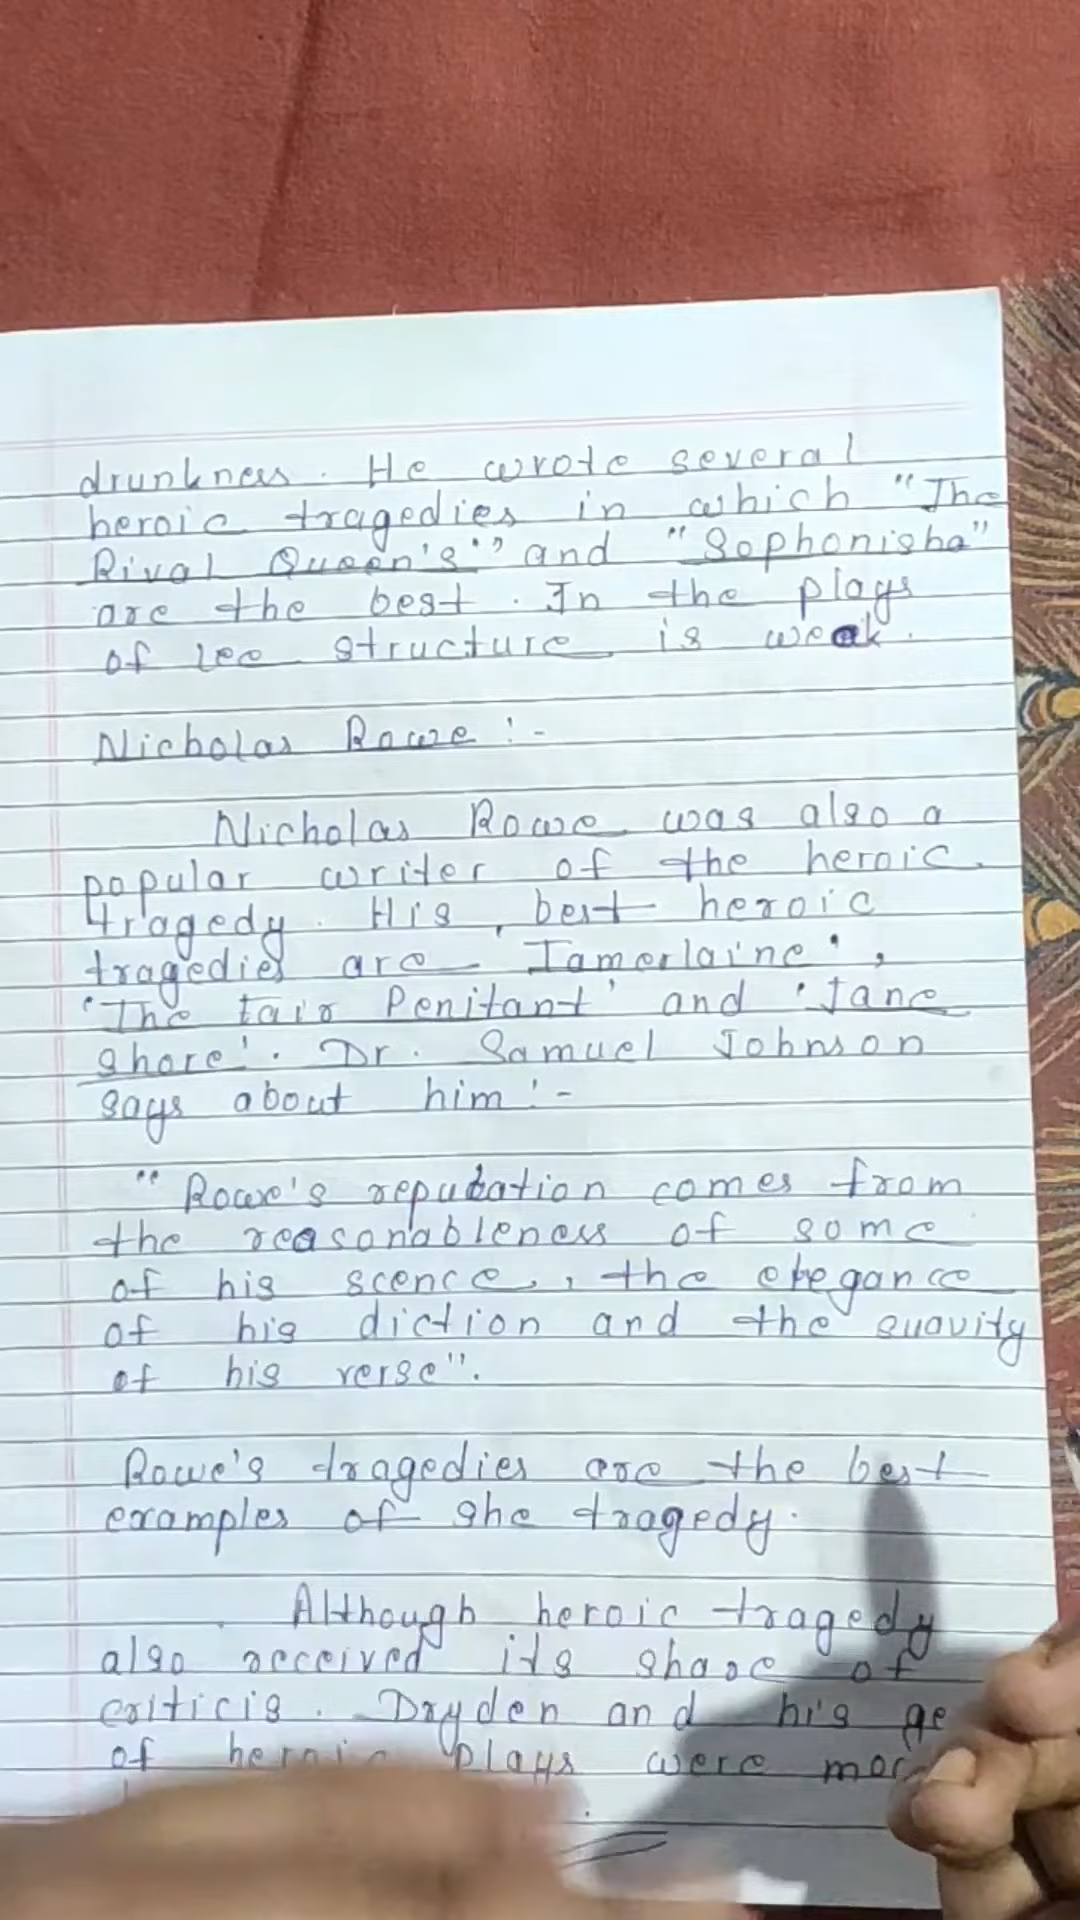 drunkness. He wrote several
heroic tragedies in which "The
Rival Queen's" and "Sophonisba"
are the best. In the plays
of Lee structure is weak.
Nicholas Rowe :-
Nicholas Rowe was also a
popular writer of the heroic
tragedy. His best heroic
tragedies are 'Tamerlaine',
'The fair Penitant' and 'Jane
Shore'. Dr. Samuel Johnson
says about him :-
"Rowe's reputation comes from
the reasonableness of some
of his scence, the elegance
of his diction and the suavity
of his verse".
Rowe's tragedies are the best
examples of she tragedy.
Although heroic tragedy
also received its share of
criticis. Dryden and his
of heroic plays were